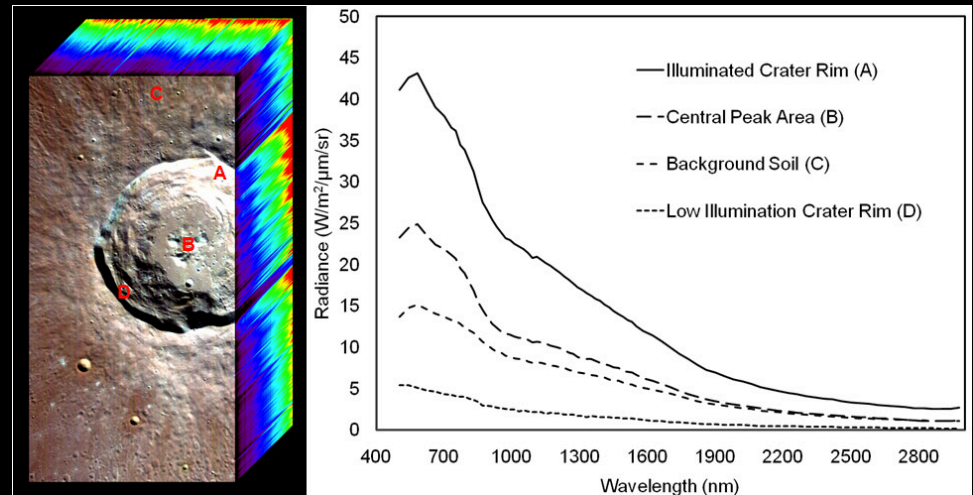 C
A
B
D
50
45
40
35
30
25
20
15
10
5
0
Radiance (W/m²/µm/sr)
Illuminated Crater Rim (A)
Central Peak Area (B)
Background Soil (C)
Low Illumination Crater Rim (D)
400 700 1000 1300 1600 1900 2200 2500 2800
Wavelength (nm)